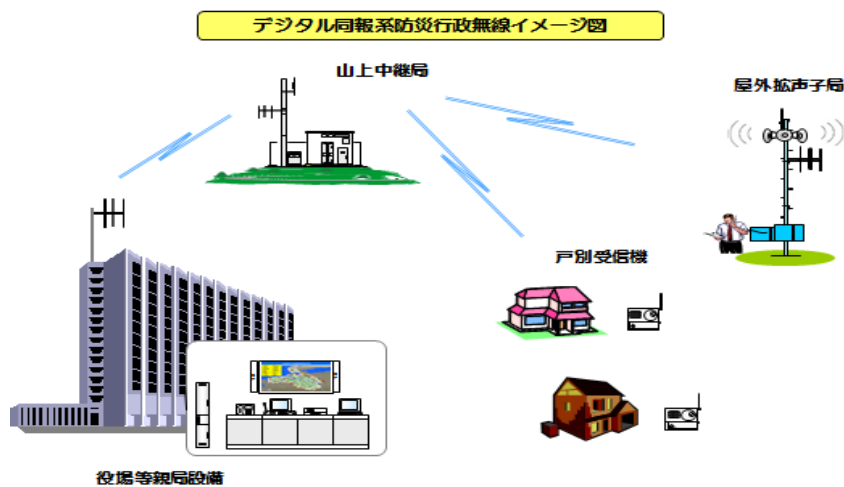 デジタル同報系防災行政無線イメージ図
山上中継局
屋外拡声子局
戸別受信機
役場等親局設備